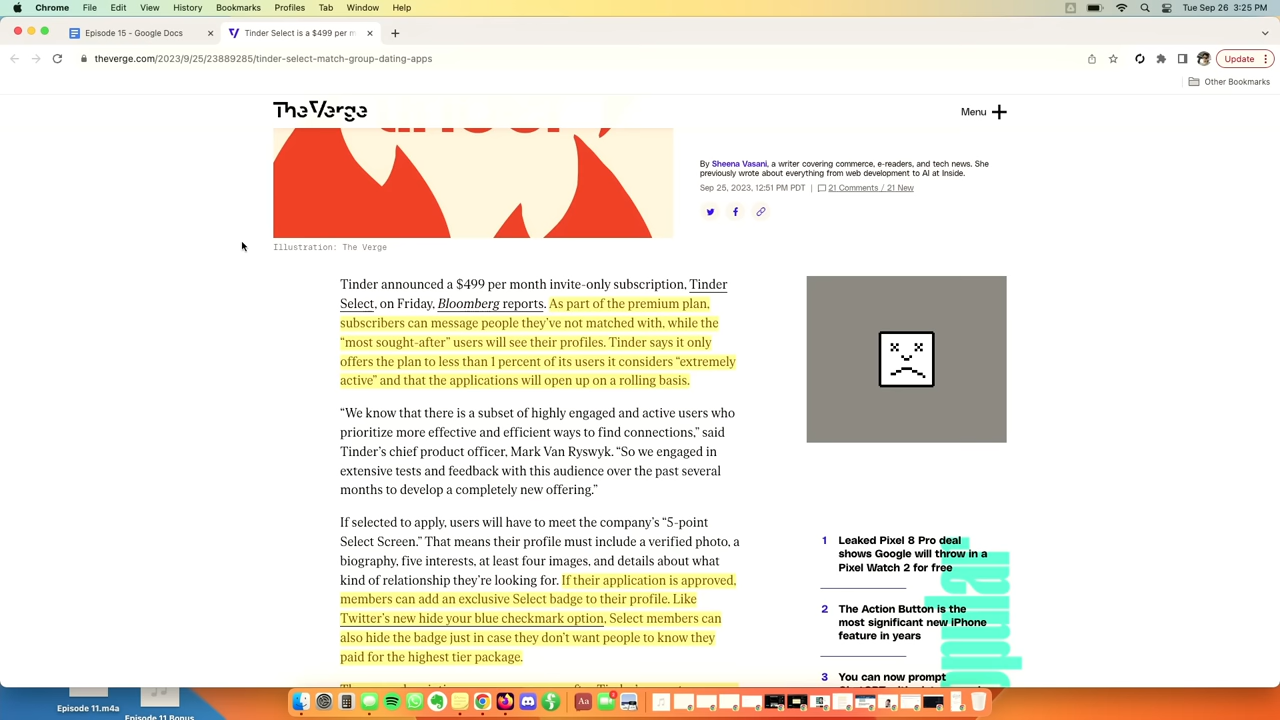 Chrome File Edit View History Bookmarks Profiles Tab Window Help Tue Sep 26 3:25 PM
Episode 15 - Google Docs
Tinder Select is a $499 per m
theverge.com/2023/9/25/23889285/tinder-select-match-group-dating-apps
Update
Other Bookmarks
TheVerge
Menu
By Sheena Vasani, a writer covering commerce, e-readers, and tech news. She
previously wrote about everything from web development to AI at Inside.
Sep 25, 2023, 12:51 PM PDT | 21 Comments / 21 New
Illustration: The Verge
Tinder announced a $499 per month invite-only subscription, Tinder
Select, on Friday, Bloomberg reports. As part of the premium plan,
subscribers can message people they’ve not matched with, while the
“most sought-after” users will see their profiles. Tinder says it only
offers the plan to less than 1 percent of its users it considers “extremely
active” and that the applications will open up on a rolling basis.
“We know that there is a subset of highly engaged and active users who
prioritize more effective and efficient ways to find connections,” said
Tinder’s chief product officer, Mark Van Ryswyk. “So we engaged in
extensive tests and feedback with this audience over the past several
months to develop a completely new offering.”
If selected to apply, users will have to meet the company’s “5-point
Select Screen.” That means their profile must include a verified photo, a
biography, five interests, at least four images, and details about what
kind of relationship they’re looking for. If their application is approved,
members can add an exclusive Select badge to their profile. Like
Twitter’s new hide your blue checkmark option, Select members can
also hide the badge just in case they don’t want people to know they
paid for the highest tier package.
1 Leaked Pixel 8 Pro deal
shows Google will throw in a
Pixel Watch 2 for free
2 The Action Button is the
most significant new iPhone
feature in years
3 You can now prompt
Episode 11.m4a
Episode 11 Bonus